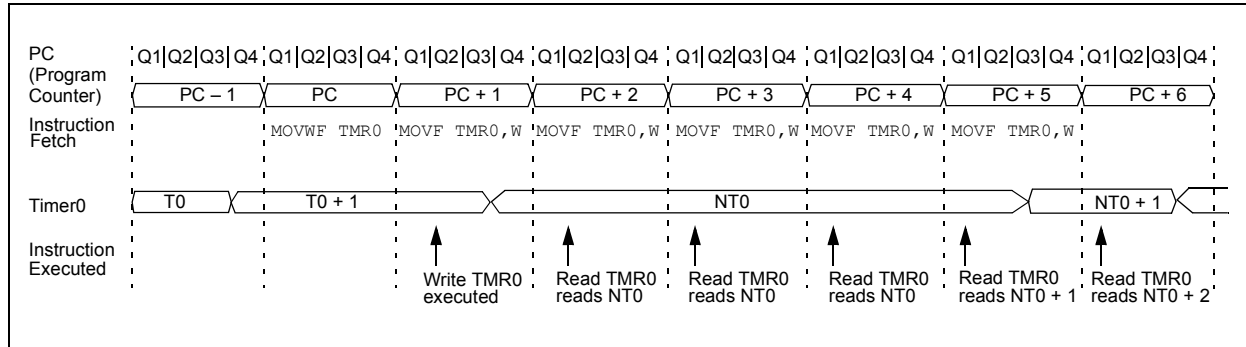 PC (Program Counter)
Q1 Q2 Q3 Q4 Q1 Q2 Q3 Q4 Q1 Q2 Q3 Q4 Q1 Q2 Q3 Q4 Q1 Q2 Q3 Q4 Q1 Q2 Q3 Q4 Q1 Q2 Q3 Q4 Q1 Q2 Q3 Q4
PC – 1 PC PC + 1 PC + 2 PC + 3 PC + 4 PC + 5 PC + 6
Instruction Fetch
MOVWF TMR0 MOVF TMR0,W MOVF TMR0,W MOVF TMR0,W MOVF TMR0,W MOVF TMR0,W
Timer0
T0 T0 + 1 NT0 NT0 + 1
Instruction Executed
Write TMR0 executed
Read TMR0 reads NT0
Read TMR0 reads NT0
Read TMR0 reads NT0
Read TMR0 reads NT0 + 1
Read TMR0 reads NT0 + 2